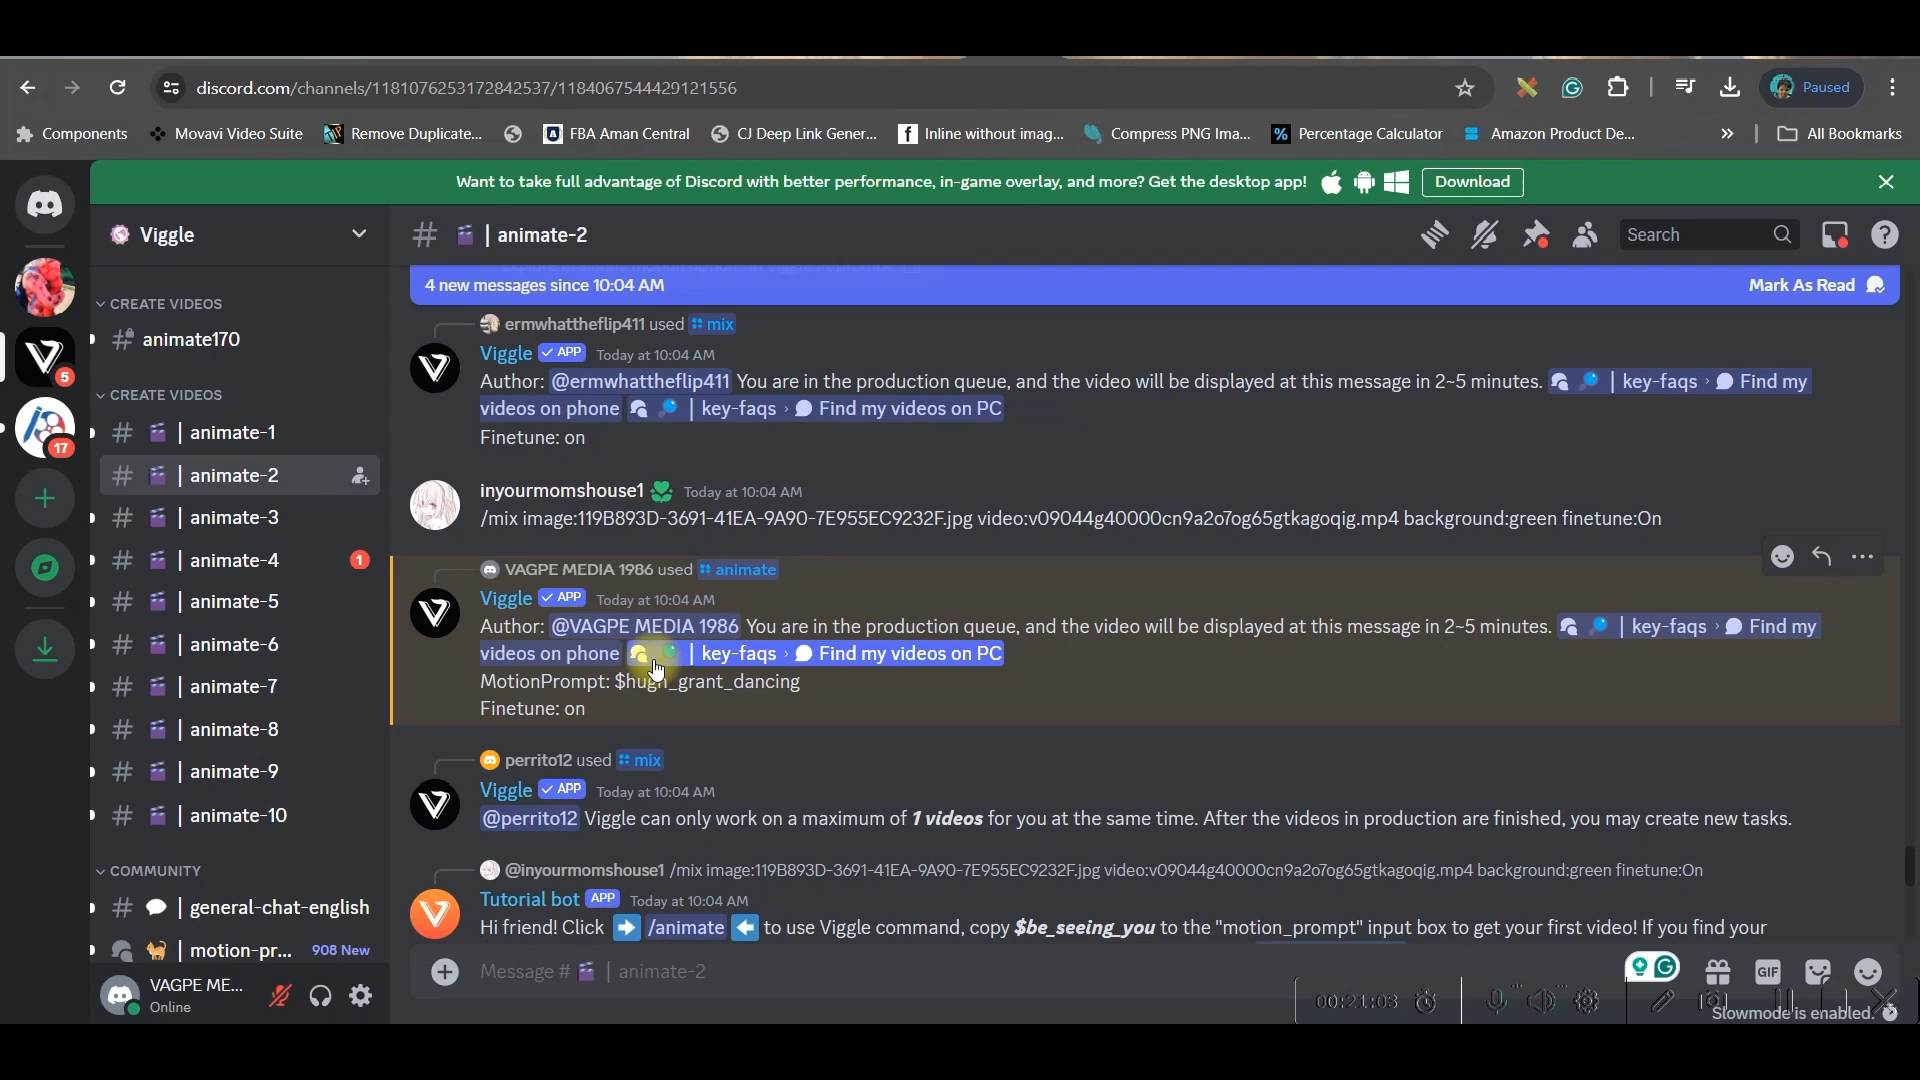 discord.com/channels/1181076253172842537/1184067544429121556
Paused
Components
Movavi Video Suite
Remove Duplicate...
FBA Aman Central
CJ Deep Link Gener...
Inline without imag...
Compress PNG Ima...
Percentage Calculator
Amazon Product De...
All Bookmarks
Want to take full advantage of Discord with better performance, in-game overlay, and more? Get the desktop app!
Download
Viggle
# | animate-2
Search
CREATE VIDEOS
# animate170
CREATE VIDEOS
# | animate-1
# | animate-2
# | animate-3
# | animate-4 1
# | animate-5
# | animate-6
# | animate-7
# | animate-8
# | animate-9
# | animate-10
COMMUNITY
# | general-chat-english
| motion-pr... 908 New
5
17
VAGPE ME...
Online
4 new messages since 10:04 AM
Mark As Read
ermwhattheflip411 used mix
Viggle ✓ APP Today at 10:04 AM
Author: @ermwhattheflip411 You are in the production queue, and the video will be displayed at this message in 2~5 minutes. | key-faqs › Find my
videos on phone | key-faqs › Find my videos on PC
Finetune: on
inyourmomshouse1 Today at 10:04 AM
/mix image:119B893D-3691-41EA-9A90-7E955EC9232F.jpg video:v09044g40000cn9a2o7og65gtkagoqig.mp4 background:green finetune:On
VAGPE MEDIA 1986 used animate
Viggle ✓ APP Today at 10:04 AM
Author: @VAGPE MEDIA 1986 You are in the production queue, and the video will be displayed at this message in 2~5 minutes. | key-faqs › Find my
videos on phone | key-faqs › Find my videos on PC
MotionPrompt: $hugh_grant_dancing
Finetune: on
perrito12 used mix
Viggle ✓ APP Today at 10:04 AM
@perrito12 Viggle can only work on a maximum of 1 videos for you at the same time. After the videos in production are finished, you may create new tasks.
@inyourmomshouse1 /mix image:119B893D-3691-41EA-9A90-7E955EC9232F.jpg video:v09044g40000cn9a2o7og65gtkagoqig.mp4 background:green finetune:On
Tutorial bot APP Today at 10:04 AM
Hi friend! Click /animate to use Viggle command, copy $be_seeing_you to the "motion_prompt" input box to get your first video! If you find your
Message # | animate-2
GIF
00:21:03
Slowmode is enabled.